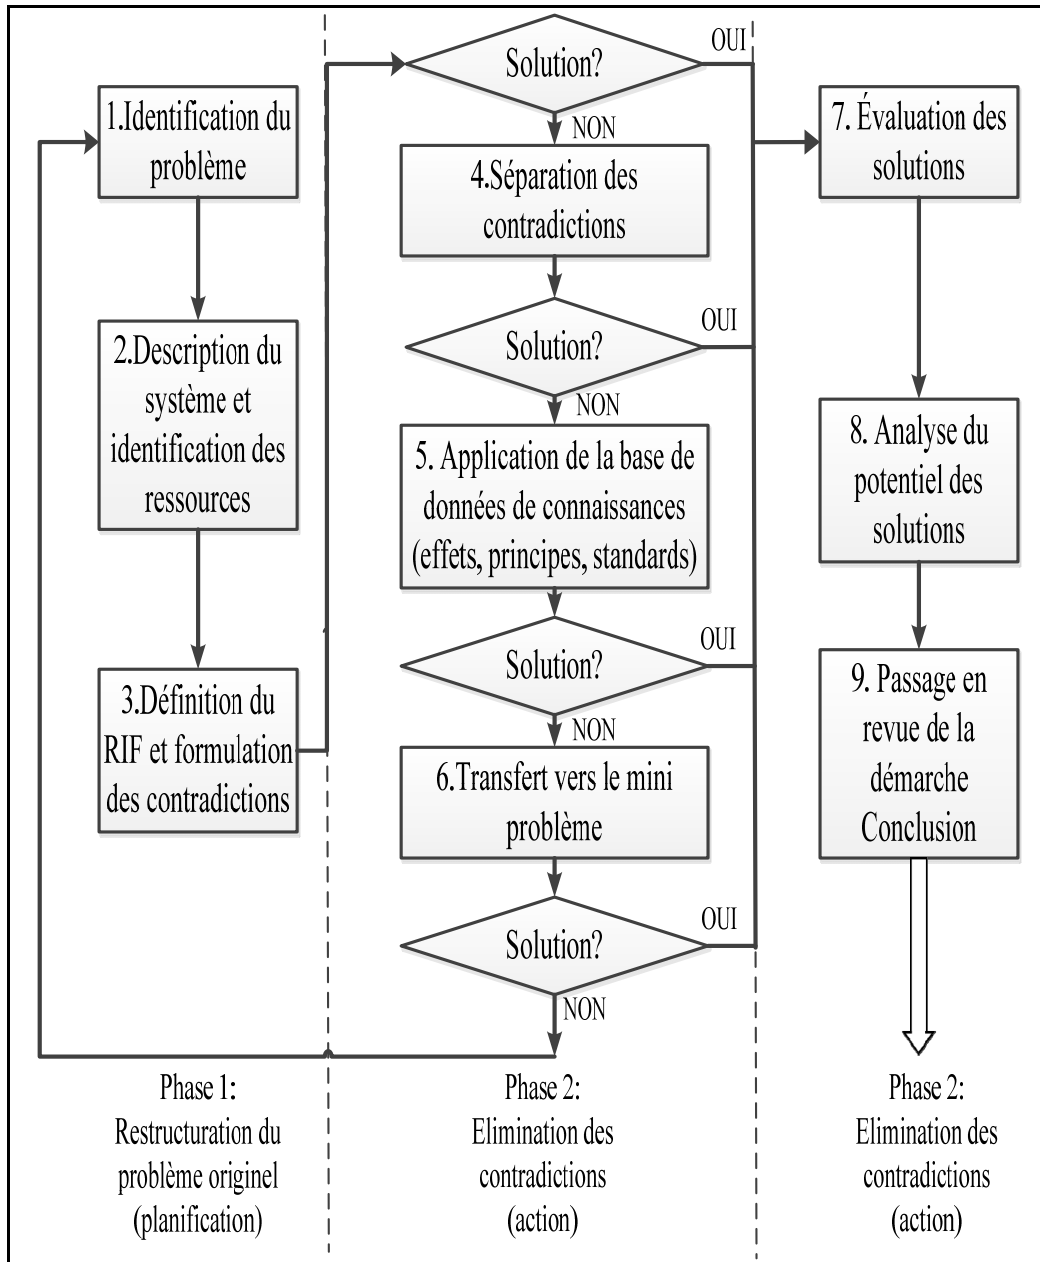 1.Identification du
problème
2.Description du
système et
identification des
ressources
3.Définition du
RIF et formulation
des contradictions
Phase 1:
Restructuration du
problème originel
(planification)
Solution?
OUI
NON
4.Séparation des
contradictions
Solution?
OUI
NON
5. Application de la base de
données de connaissances
(effets, principes, standards)
Solution?
OUI
NON
6.Transfert vers le mini
problème
Solution?
OUI
NON
Phase 2:
Elimination des
contradictions
(action)
7. Évaluation des
solutions
8. Analyse du
potentiel des
solutions
9. Passage en
revue de la
démarche
Conclusion
Phase 2:
Elimination des
contradictions
(action)